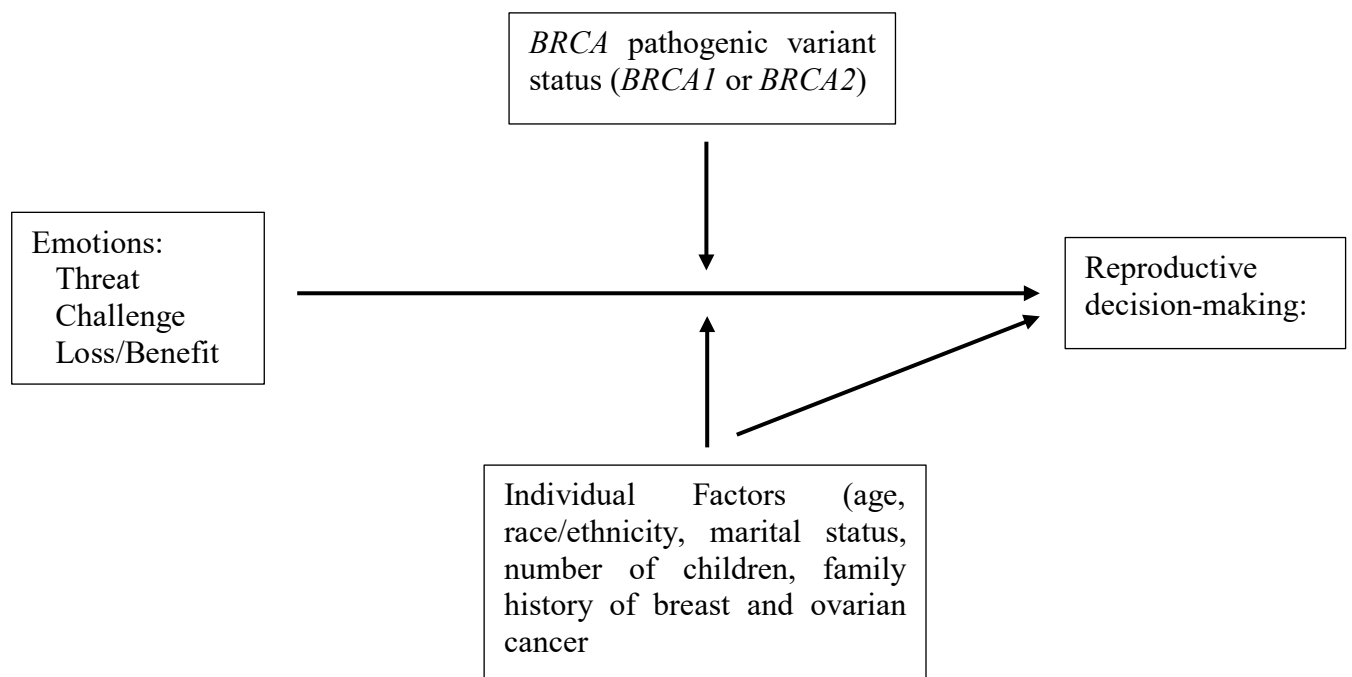 BRCA pathogenic variant
status (BRCA1 or BRCA2)
Emotions:
Threat
Challenge
Loss/Benefit
Reproductive
decision-making:
Individual Factors (age,
race/ethnicity, marital status,
number of children, family
history of breast and ovarian
cancer